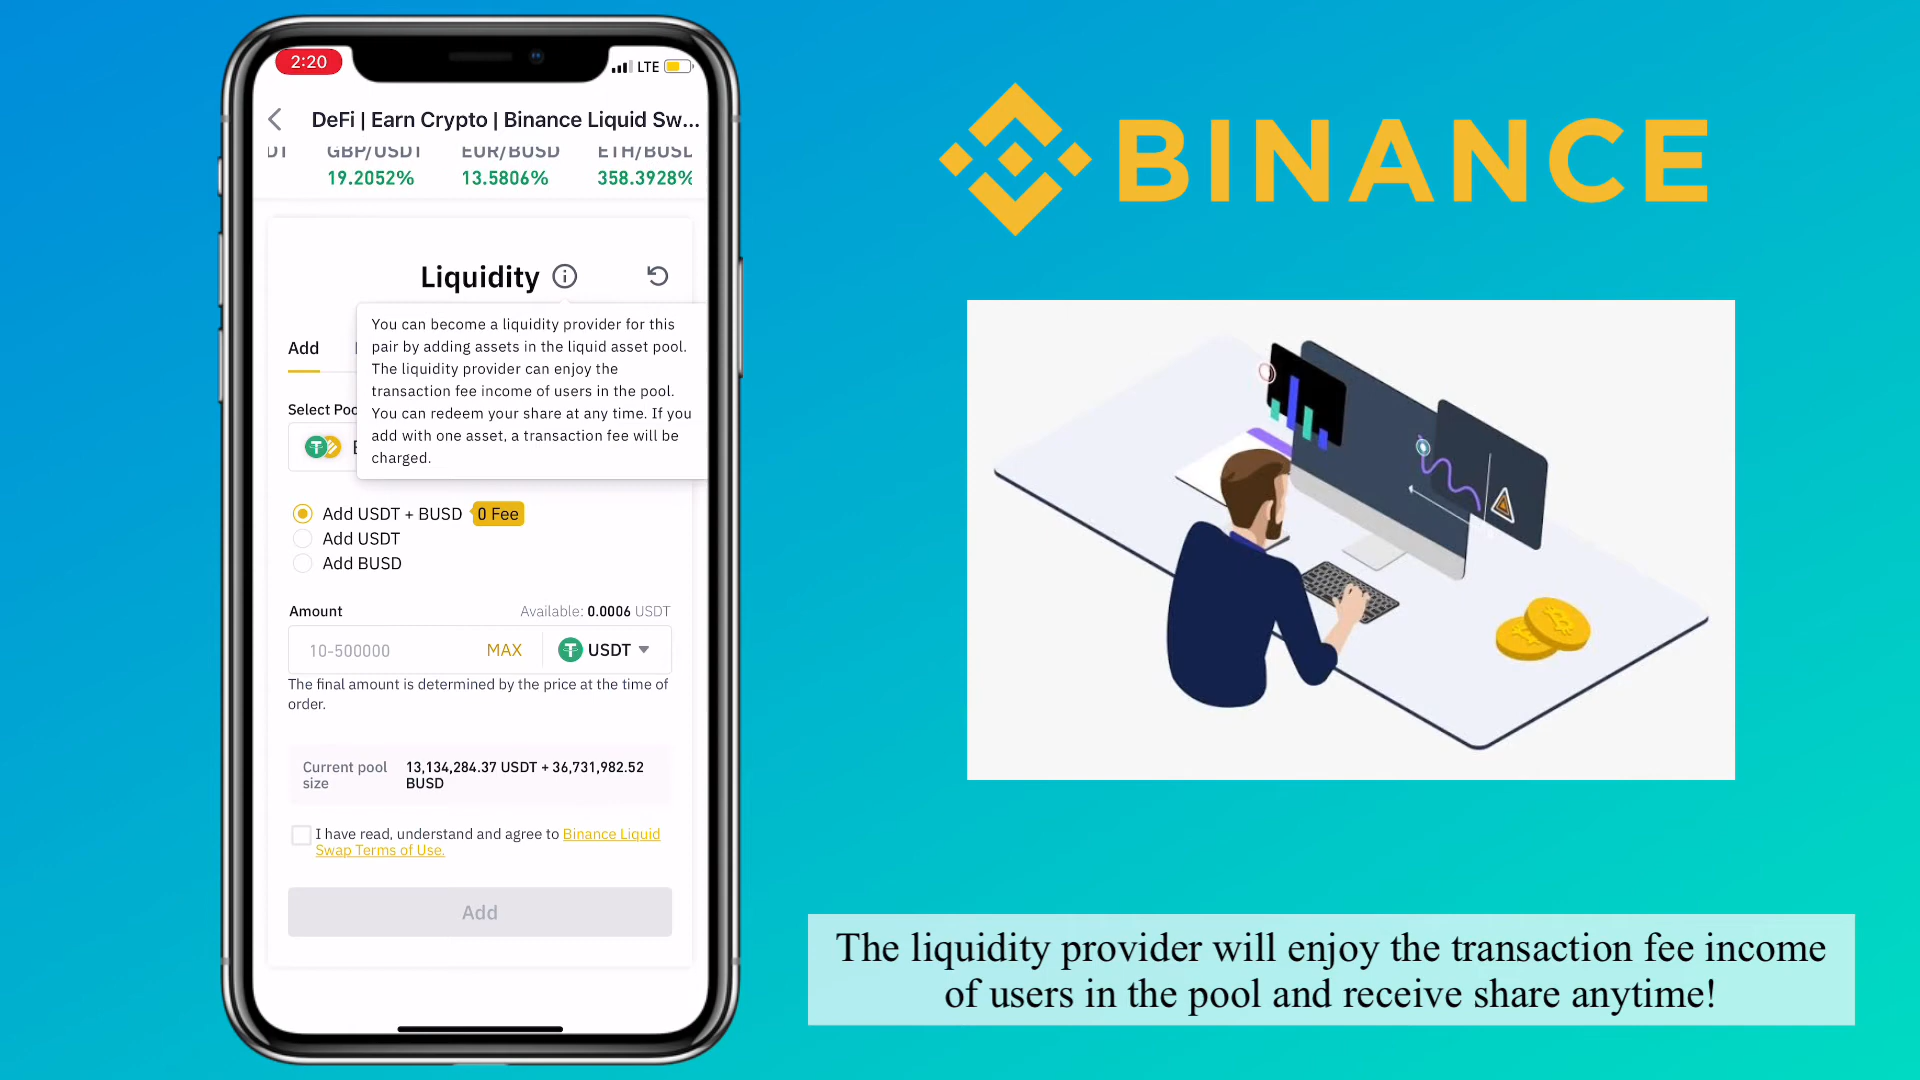 2:20
LTE
DeFi | Earn Crypto | Binance Liquid Sw...
GBP/USDT EUR/BUSD
19.2052% 13.5806% 358.3928%
Liquidity
You can become a liquidity provider for this
pair by adding assets in the liquid asset pool.
The liquidity provider can enjoy the
transaction fee income of users in the pool.
You can redeem your share at any time. If you
add with one asset, a transaction fee will be
charged.
Add
Select
Add USDT + BUSD 0 Fee
Add USDT
Add BUSD
Amount Available: 0.0006 USDT
10-500000 MAX USDT
The final amount is determined by the price at the time of
order.
Current pool
size
13,134,284.37 USDT + 36,731,982.52
BUSD
I have read, understand and agree to Binance Liquid
Swap Terms of Use.
Add
BINANCE
The liquidity provider will enjoy the transaction fee income
of users in the pool and receive share anytime!